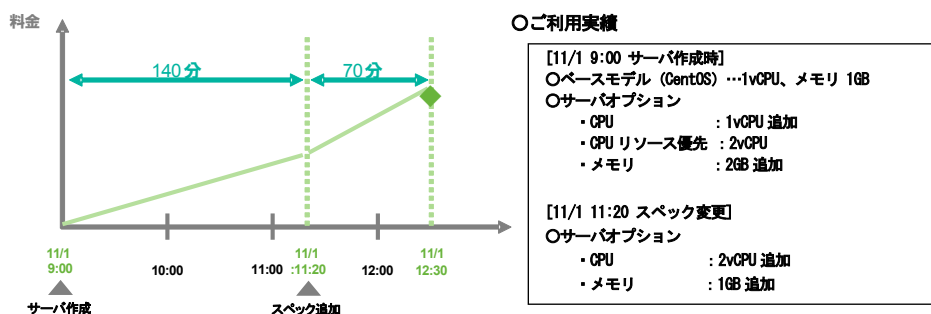 料金
140分
70分
11/1
9:00
10:00
11:00
11/1
:11:20
12:00
11/1
12:30
サーバ作成
スペック追加
○ご利用実績
[11/1 9:00 サーバ作成時]
○ベースモデル (CentOS) …1vCPU、メモリ 1GB
○サーバオプション
・CPU : 1vCPU 追加
・CPU リソース優先 : 2vCPU
・メモリ : 2GB 追加
[11/1 11:20 スペック変更]
○サーバオプション
・CPU : 2vCPU 追加
・メモリ : 1GB 追加